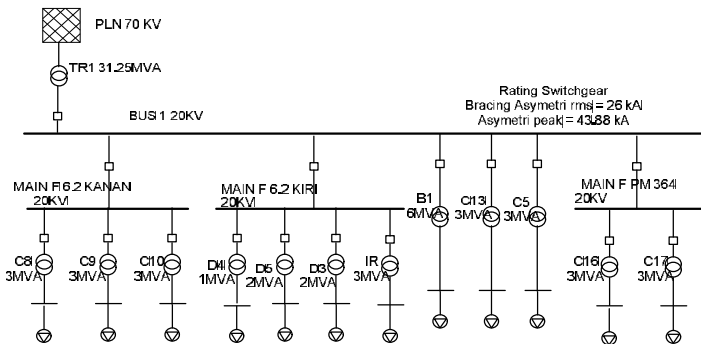 PLN 70 KV
TR1 31.25MVA
BUS 1 20KV
Rating Switchgear
Bracing Asymetri rms = 26 kA
Asymetri peak = 43.88 kA
MAIN F 6.2 KANAN
20KV
MAIN F 6.2 KIRI
20KV
B1
6MVA
C13
3MVA
C5
3MVA
MAIN F PM 364
20KV
C8
3MVA
C9
3MVA
C10
3MVA
D4
1MVA
D5
2MVA
D3
2MVA
IR
3MVA
C16
3MVA
C17
3MVA